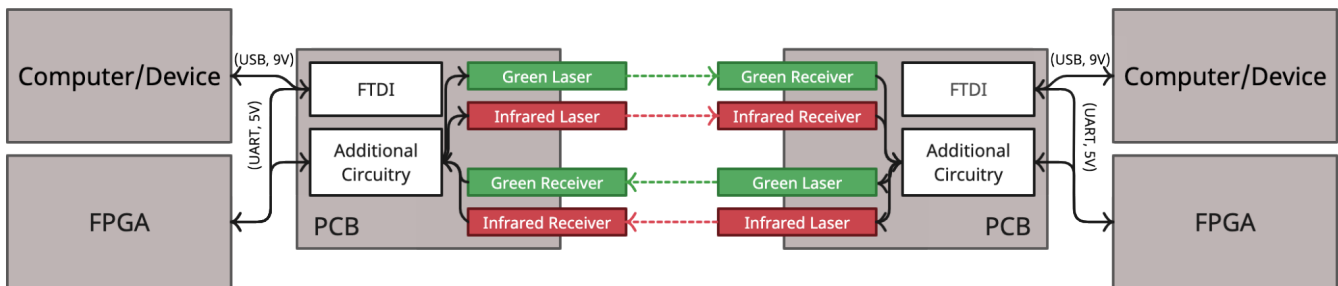 Computer/Device
(USB, 9V)
(UART, 5V)
FPGA
FTDI
Additional
Circuitry
PCB
Green Laser
Infrared Laser
Green Receiver
Infrared Receiver
Green Receiver
Infrared Receiver
Green Laser
Infrared Laser
FTDI
Additional
Circuitry
PCB
(USB, 9V)
(UART, 5V)
Computer/Device
FPGA